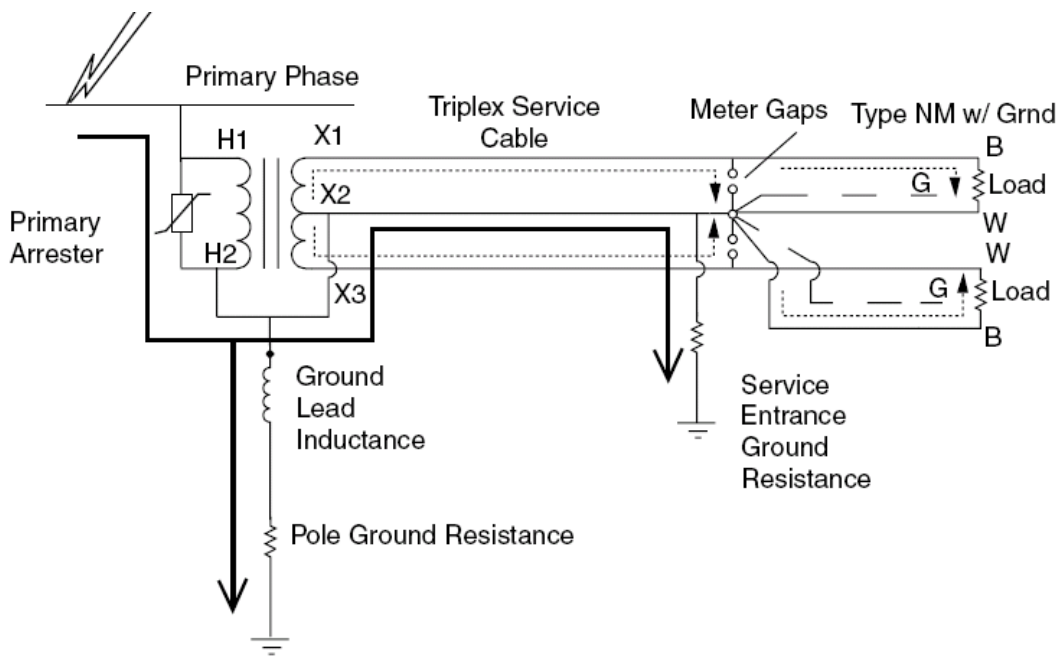 Primary Phase
Triplex Service
Cable
Meter Gaps
Type NM w/ Grnd
H1
X1
B
X2
G
Load
Primary
Arrester
W
H2
W
X3
G
Load
B
Ground
Lead
Inductance
Service
Entrance
Ground
Resistance
Pole Ground Resistance